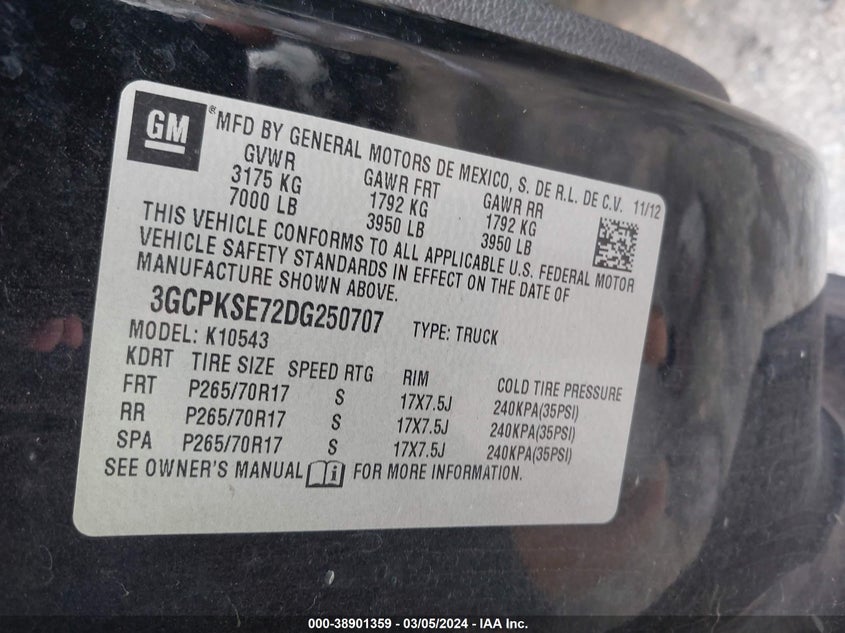 GM
® MFD BY GENERAL MOTORS DE MEXICO, S. DE R.L. DE C.V. 11/12
GVWR GAWR FRT GAWR RR
3175 KG 1792 KG 1792 KG
7000 LB 3950 LB 3950 LB
THIS VEHICLE CONFORMS TO ALL APPLICABLE U.S. FEDERAL MOTOR
VEHICLE SAFETY STANDARDS IN EFFECT ON THE DATE OF
MANUFACTURE SHOWN ABOVE.
3GCPKSE72DG250707 TYPE: TRUCK
MODEL: K10543
KDRT TIRE SIZE SPEED RTG RIM COLD TIRE PRESSURE
FRT P265/70R17 S 17X7.5J 240KPA(35PSI)
RR P265/70R17 S 17X7.5J 240KPA(35PSI)
SPA P265/70R17 S 17X7.5J 240KPA(35PSI)
SEE OWNER'S MANUAL FOR MORE INFORMATION.
000-38901359 - 03/05/2024 - IAA Inc.